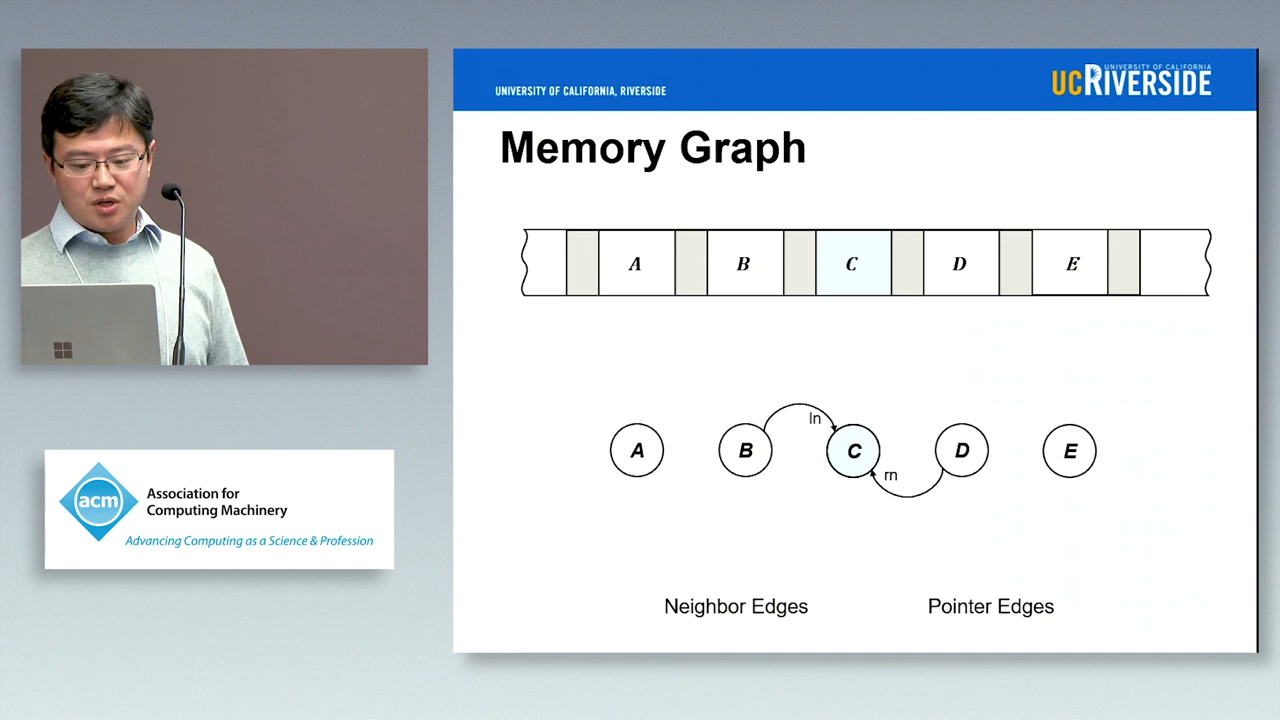 UNIVERSITY OF CALIFORNIA, RIVERSIDE
UNIVERSITY OF CALIFORNIA
UCRIVERSIDE
Memory Graph
A B C D E
ln
A B C D E
rn
Neighbor Edges Pointer Edges
acm
Association for
Computing Machinery
Advancing Computing as a Science & Profession